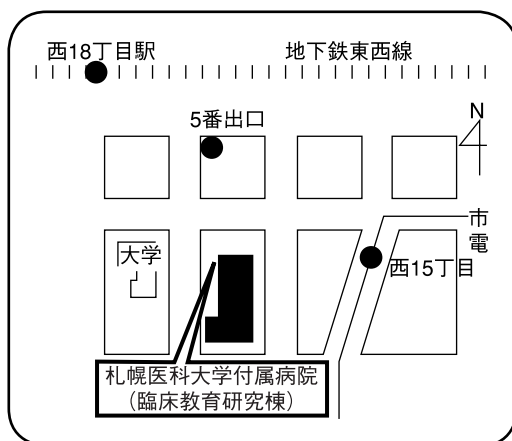 西18丁目駅
地下鉄東西線
5番出口
N
市電
大学
西15丁目
札幌医科大学付属病院
（臨床教育研究棟）